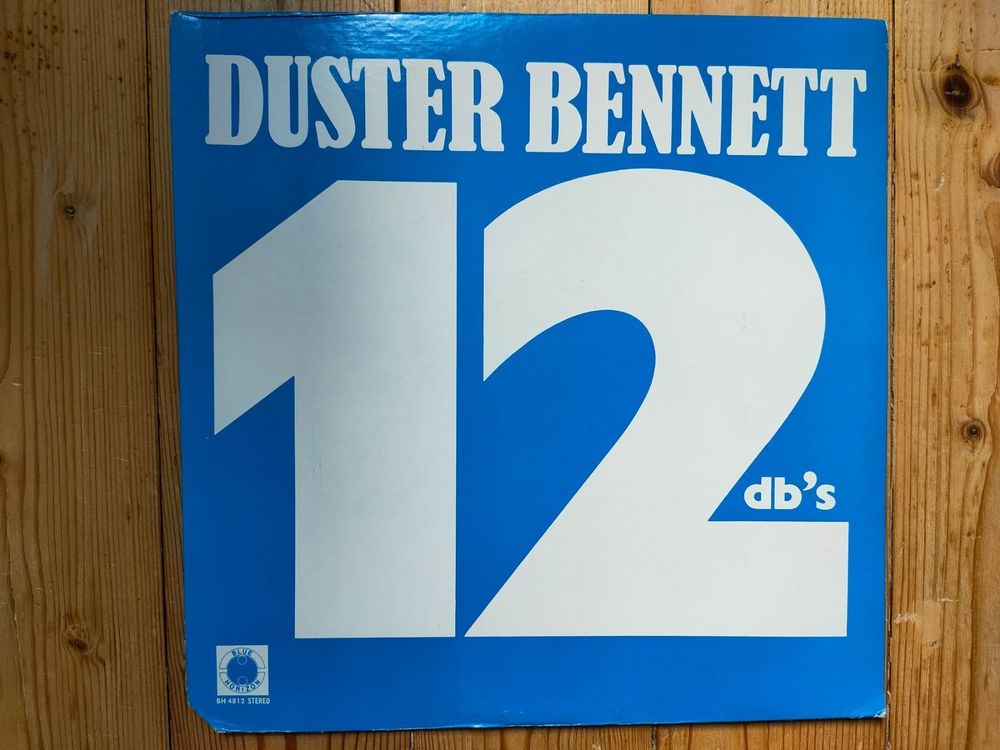 DUSTER BENNETT
12
db's
BLUE
HORIZON
BH 4812 STEREO